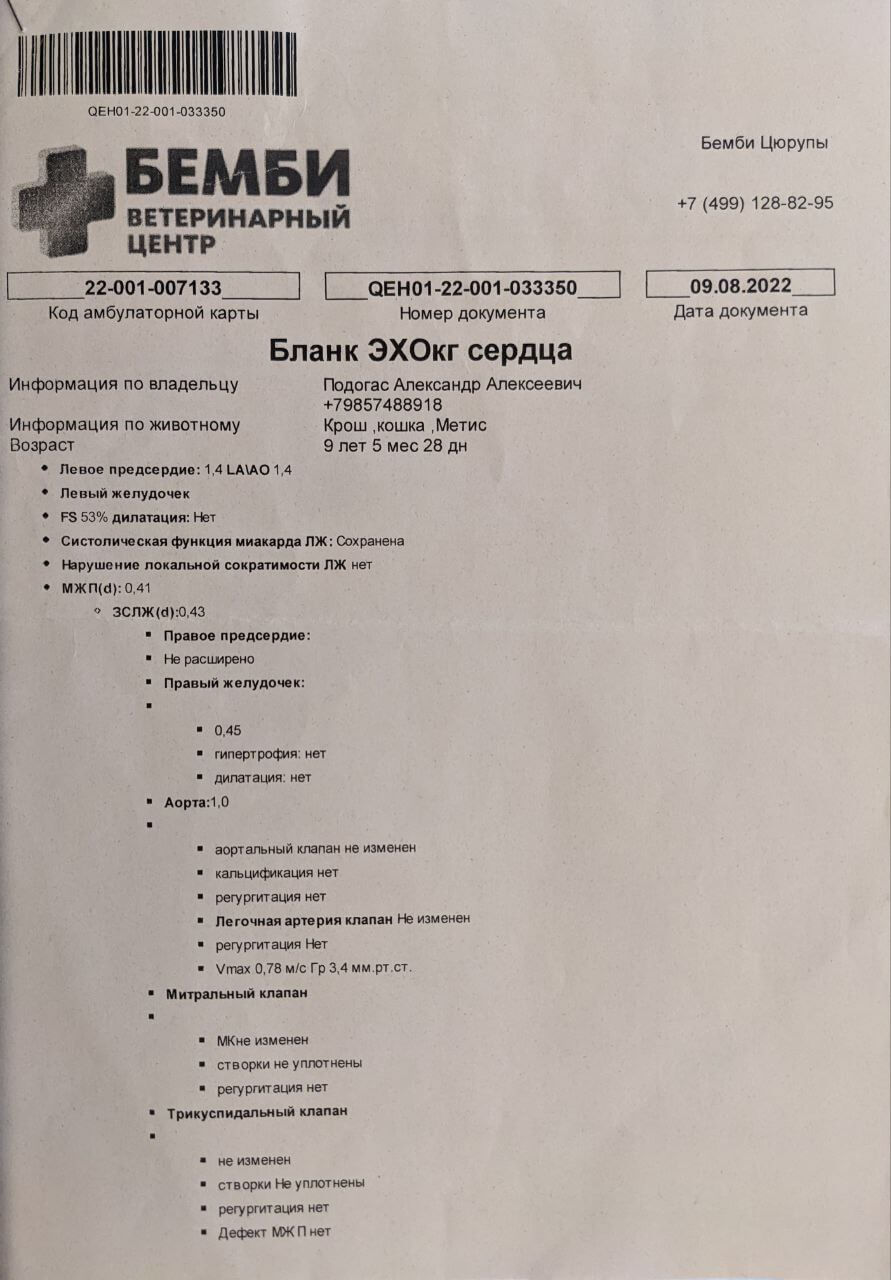 QEH01-22-001-033350
Бемби Цюрупы
БЕМБИ
ВЕТЕРИНАРНЫЙ
ЦЕНТР
+7 (499) 128-82-95
22-001-007133 QEH01-22-001-033350 09.08.2022
Код амбулаторной карты Номер документа Дата документа
Бланк ЭХОкг сердца
Информация по владельцу Подогас Александр Алексеевич
+79857488918
Информация по животному Крош ,кошка ,Метис
Возраст 9 лет 5 мес 28 дн
Левое предсердие: 1,4 LA\AO 1,4
Левый желудочек
FS 53% дилатация: Нет
Систолическая функция миакарда ЛЖ: Сохранена
Нарушение локальной сократимости ЛЖ нет
МЖП(d): 0,41
ЗСЛЖ(d):0,43
Правое предсердие:
Не расширено
Правый желудочек:
0,45
гипертрофия: нет
дилатация: нет
Аорта:1,0
аортальный клапан не изменен
кальцификация нет
регургитация нет
Легочная артерия клапан Не изменен
регургитация Нет
Vmax 0,78 м/с Гр 3,4 мм.рт.ст.
Митральный клапан
МКне изменен
створки не уплотнены
регургитация нет
Трикуспидальный клапан
не изменен
створки Не уплотнены
регургитация нет
Дефект МЖП нет